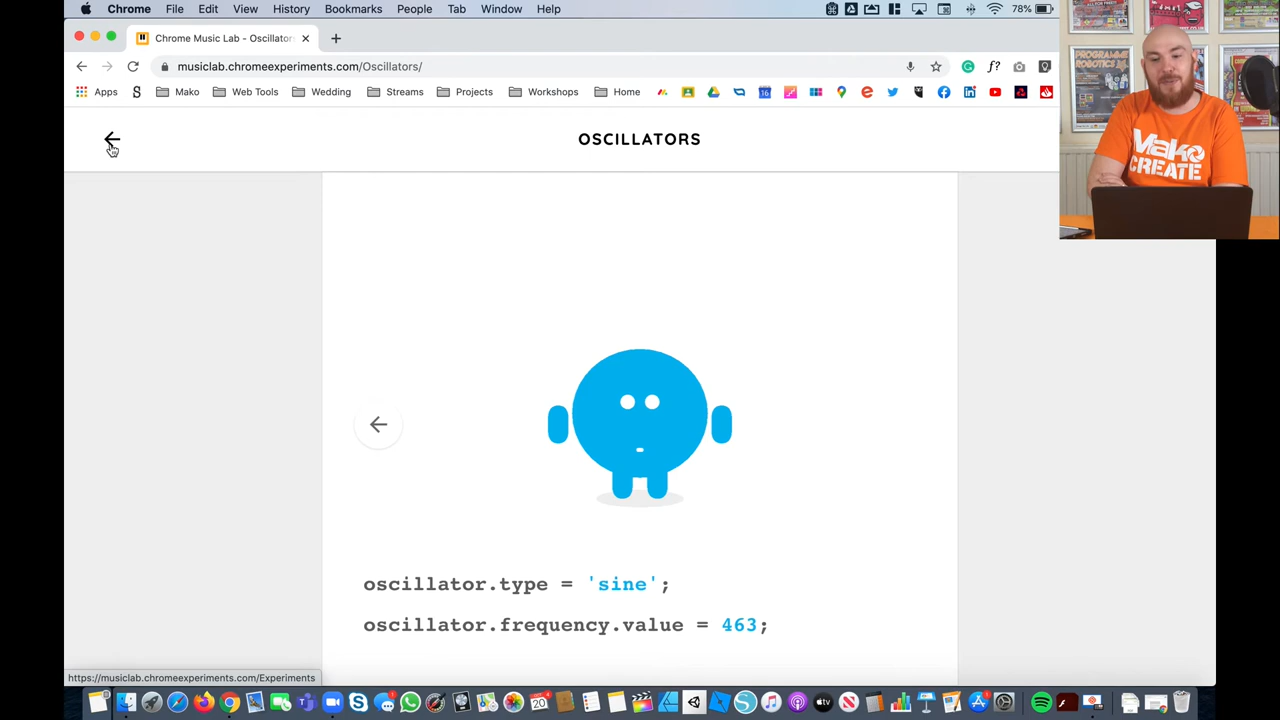 Chrome File Edit View History Bookmarks People Tab Window Help 78%
Chrome Music Lab - Oscillator
musiclab.chromeexperiments.com/O
Apps Mako Web Tools Wedding Projects Workshops Home
OSCILLATORS
PROGRAMME
ROBOTICS
Mako
CREATE
oscillator.type = 'sine';
oscillator.frequency.value = 463;
https://musiclab.chromeexperiments.com/Experiments